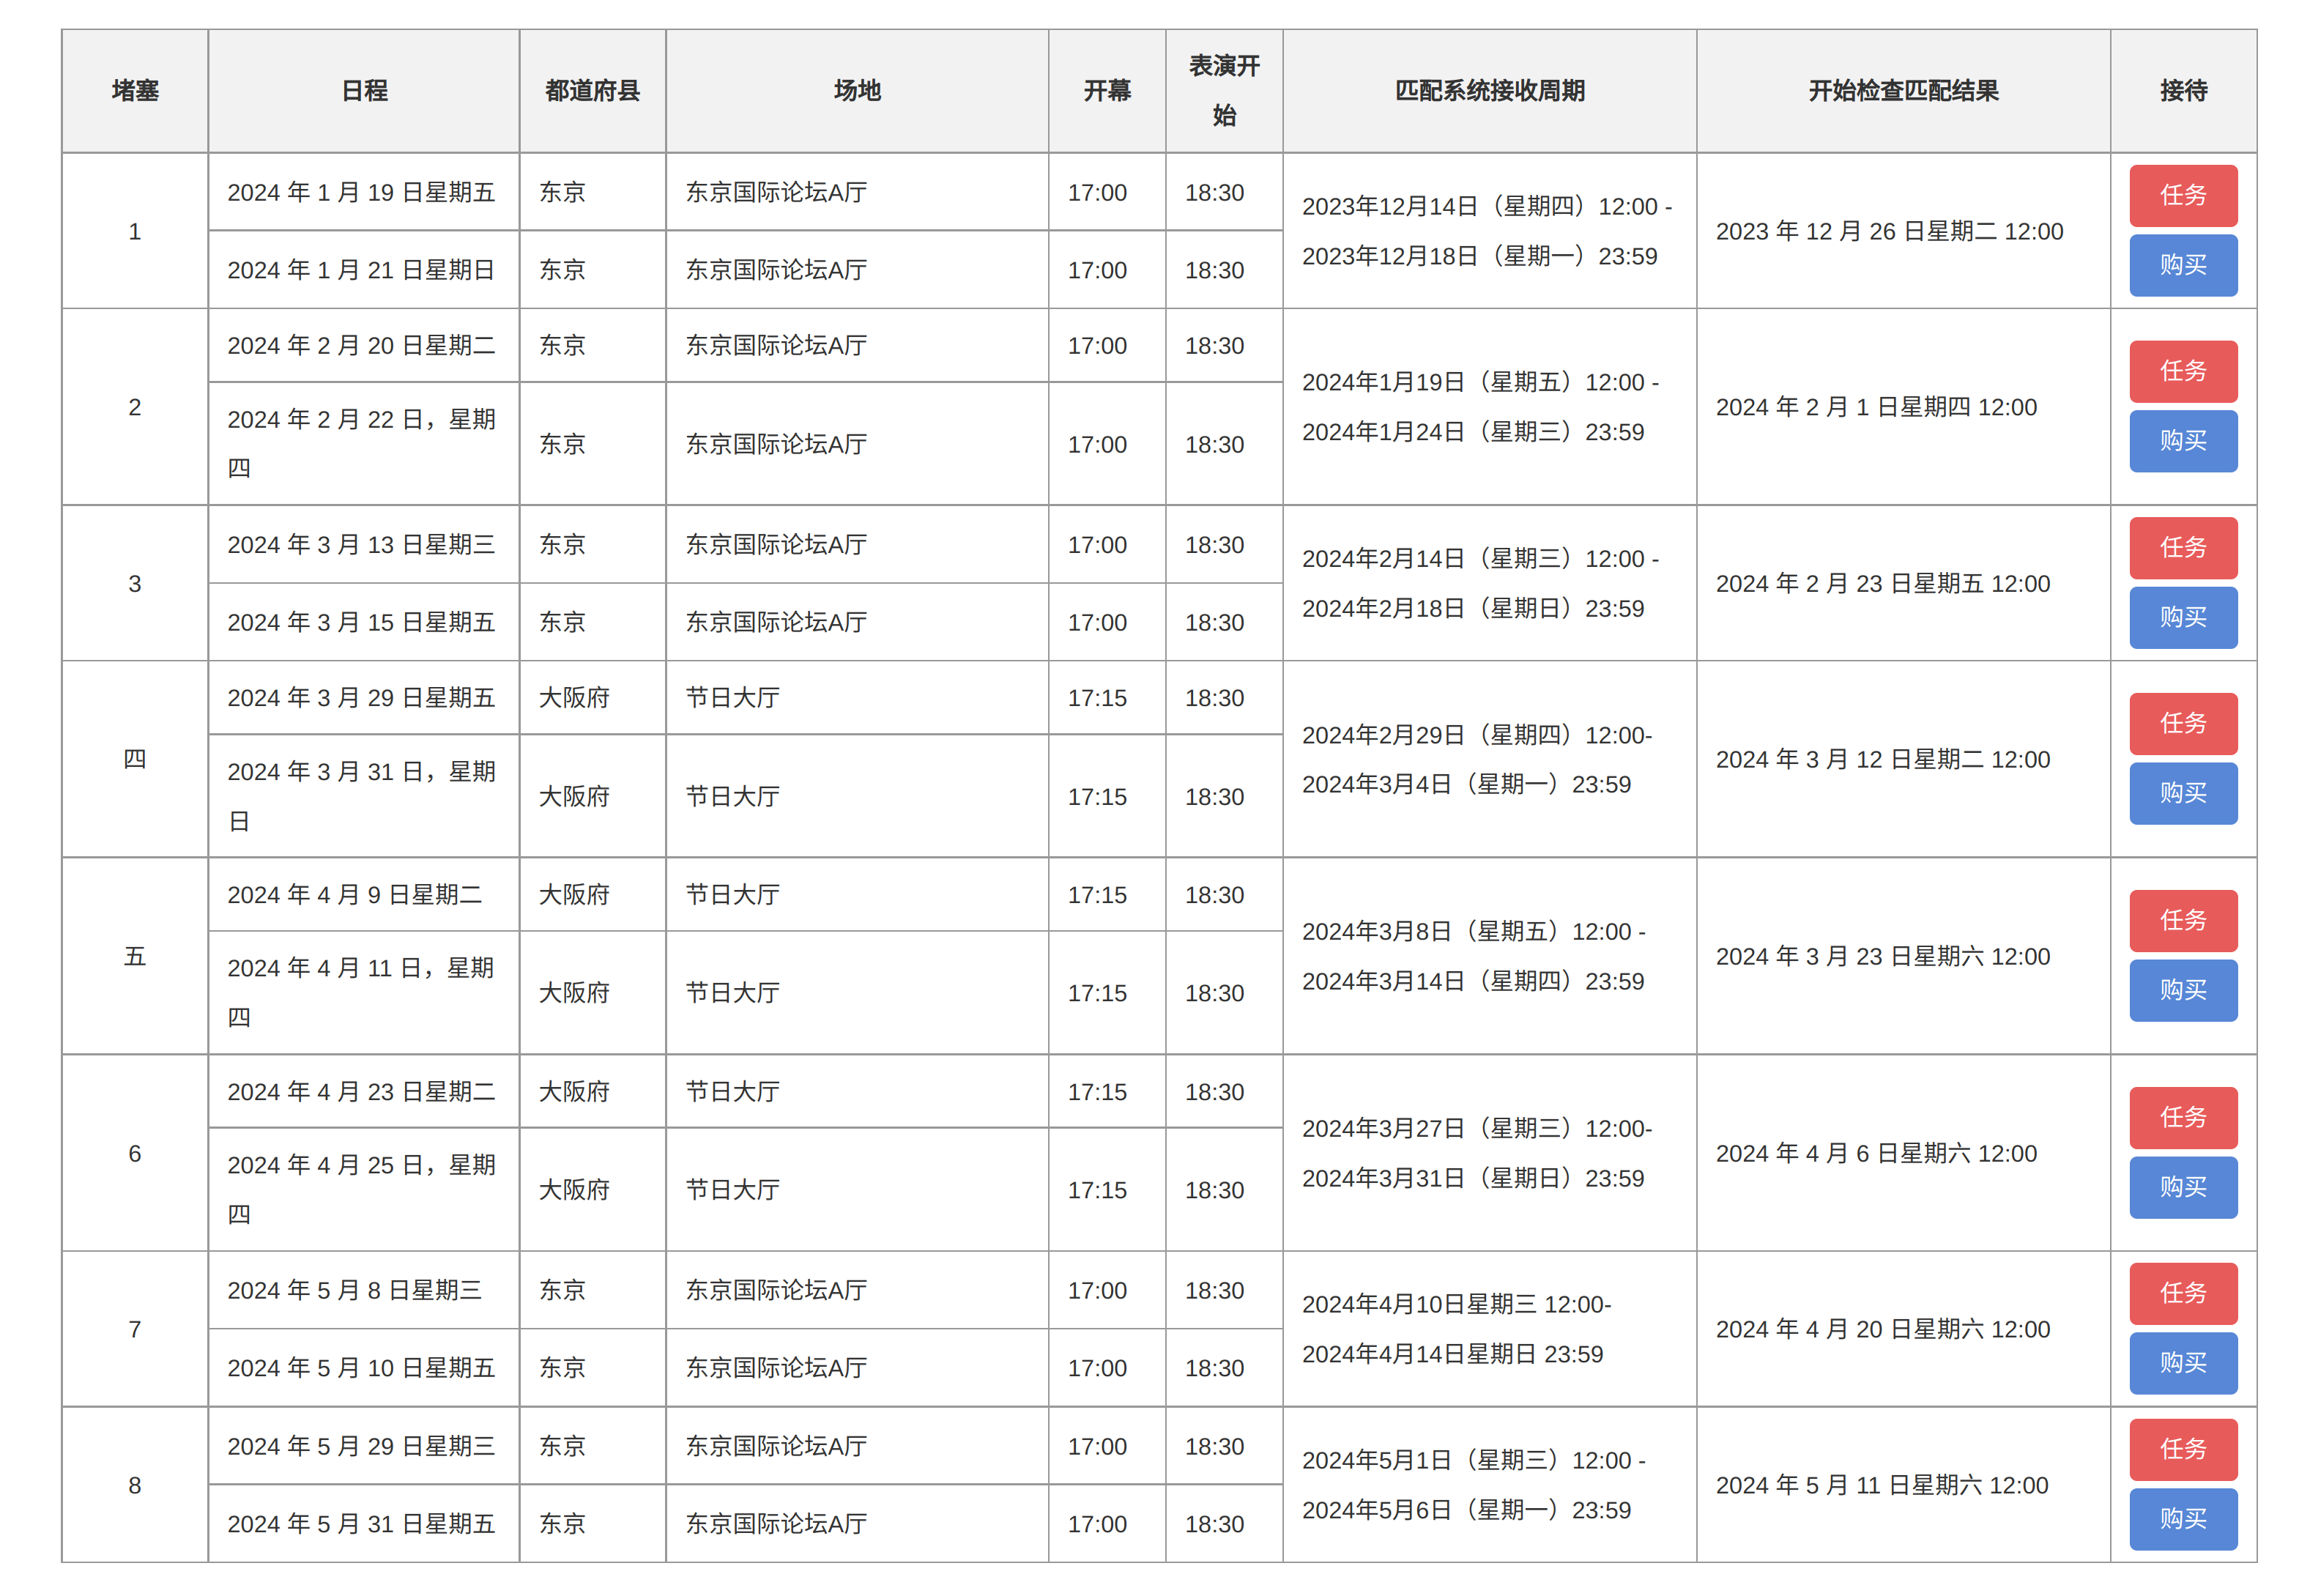 堵塞 日程 都道府县 场地 开幕 表演开始 匹配系统接收周期 开始检查匹配结果 接待
1
2024 年 1 月 19 日星期五 东京 东京国际论坛A厅 17:00 18:30
2024 年 1 月 21 日星期日 东京 东京国际论坛A厅 17:00 18:30
2023年12月14日（星期四）12:00 -
2023年12月18日（星期一）23:59
2023 年 12 月 26 日星期二 12:00
任务
购买
2
2024 年 2 月 20 日星期二 东京 东京国际论坛A厅 17:00 18:30
2024 年 2 月 22 日，星期四 东京 东京国际论坛A厅 17:00 18:30
2024年1月19日（星期五）12:00 -
2024年1月24日（星期三）23:59
2024 年 2 月 1 日星期四 12:00
任务
购买
3
2024 年 3 月 13 日星期三 东京 东京国际论坛A厅 17:00 18:30
2024 年 3 月 15 日星期五 东京 东京国际论坛A厅 17:00 18:30
2024年2月14日（星期三）12:00 -
2024年2月18日（星期日）23:59
2024 年 2 月 23 日星期五 12:00
任务
购买
四
2024 年 3 月 29 日星期五 大阪府 节日大厅 17:15 18:30
2024 年 3 月 31 日，星期日 大阪府 节日大厅 17:15 18:30
2024年2月29日（星期四）12:00-
2024年3月4日（星期一）23:59
2024 年 3 月 12 日星期二 12:00
任务
购买
五
2024 年 4 月 9 日星期二 大阪府 节日大厅 17:15 18:30
2024 年 4 月 11 日，星期四 大阪府 节日大厅 17:15 18:30
2024年3月8日（星期五）12:00 -
2024年3月14日（星期四）23:59
2024 年 3 月 23 日星期六 12:00
任务
购买
6
2024 年 4 月 23 日星期二 大阪府 节日大厅 17:15 18:30
2024 年 4 月 25 日，星期四 大阪府 节日大厅 17:15 18:30
2024年3月27日（星期三）12:00-
2024年3月31日（星期日）23:59
2024 年 4 月 6 日星期六 12:00
任务
购买
7
2024 年 5 月 8 日星期三 东京 东京国际论坛A厅 17:00 18:30
2024 年 5 月 10 日星期五 东京 东京国际论坛A厅 17:00 18:30
2024年4月10日星期三 12:00-
2024年4月14日星期日 23:59
2024 年 4 月 20 日星期六 12:00
任务
购买
8
2024 年 5 月 29 日星期三 东京 东京国际论坛A厅 17:00 18:30
2024 年 5 月 31 日星期五 东京 东京国际论坛A厅 17:00 18:30
2024年5月1日（星期三）12:00 -
2024年5月6日（星期一）23:59
2024 年 5 月 11 日星期六 12:00
任务
购买